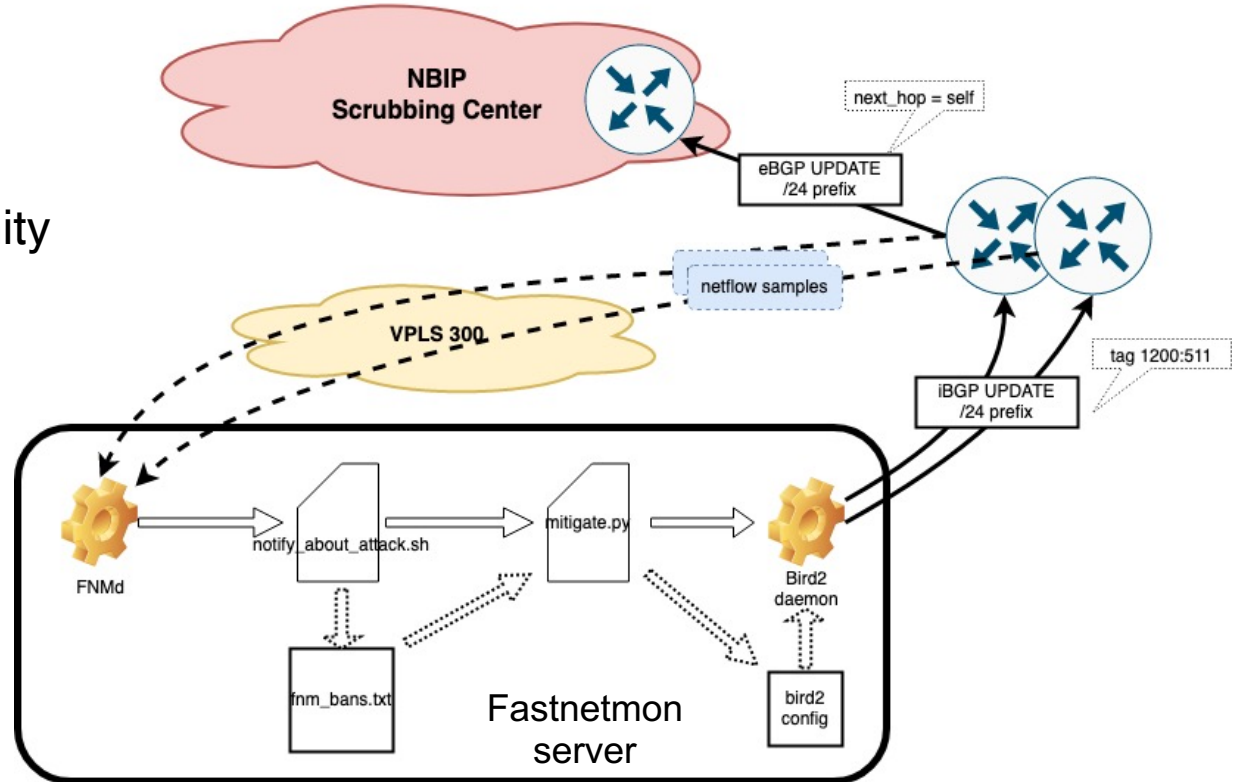 NBIP
Scrubbing Center
next_hop = self
eBGP UPDATE
/24 prefix
ity
netflow samples
VPLS 300
tag 1200:511
iBGP UPDATE
/24 prefix
FNMd
notify_about_attack.sh
mitigate.py
Bird2
daemon
fnm_bans.txt
bird2
config
Fastnetmon
server